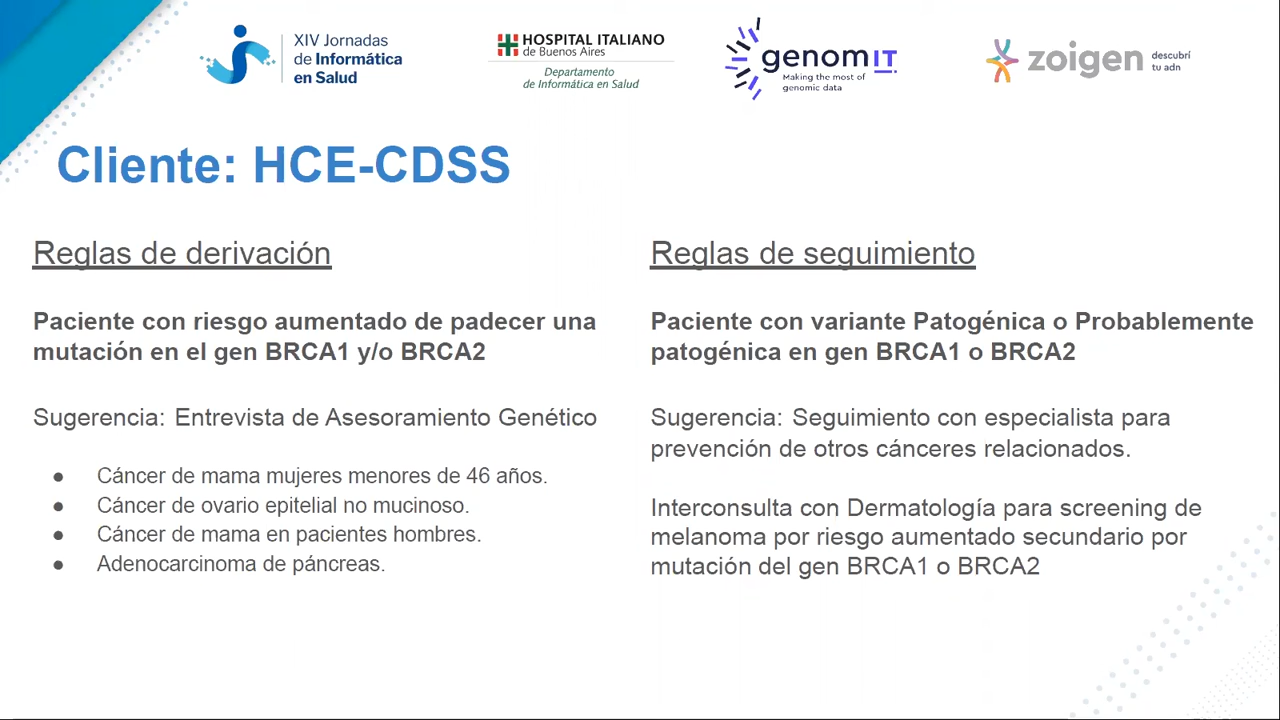 XIV Jornadas
de Informática
en Salud
HOSPITAL ITALIANO
de Buenos Aires
Departamento
de Informática en Salud
genomIT
Making the most of
genomic data
zoigen
descubrí
tu adn
Cliente: HCE-CDSS
Reglas de derivación
Paciente con riesgo aumentado de padecer una
mutación en el gen BRCA1 y/o BRCA2
Sugerencia: Entrevista de Asesoramiento Genético
● Cáncer de mama mujeres menores de 46 años.
● Cáncer de ovario epitelial no mucinoso.
● Cáncer de mama en pacientes hombres.
● Adenocarcinoma de páncreas.
Reglas de seguimiento
Paciente con variante Patogénica o Probablemente
patogénica en gen BRCA1 o BRCA2
Sugerencia: Seguimiento con especialista para
prevención de otros cánceres relacionados.
Interconsulta con Dermatología para screening de
melanoma por riesgo aumentado secundario por
mutación del gen BRCA1 o BRCA2